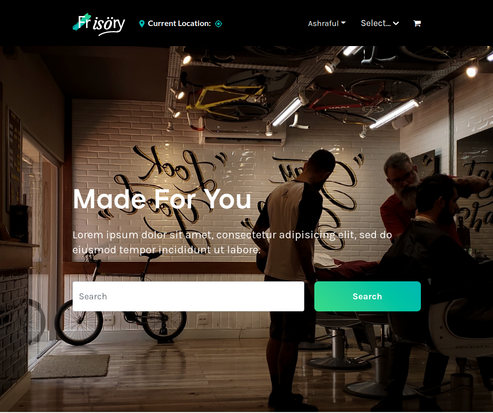 Frisöry
Current Location:
Ashraful
Select...
Look
Made For You
Lorem ipsum dolor sit amet, consectetur adipisicing elit, sed do
eiusmod tempor incididunt ut labore.
Search
Search